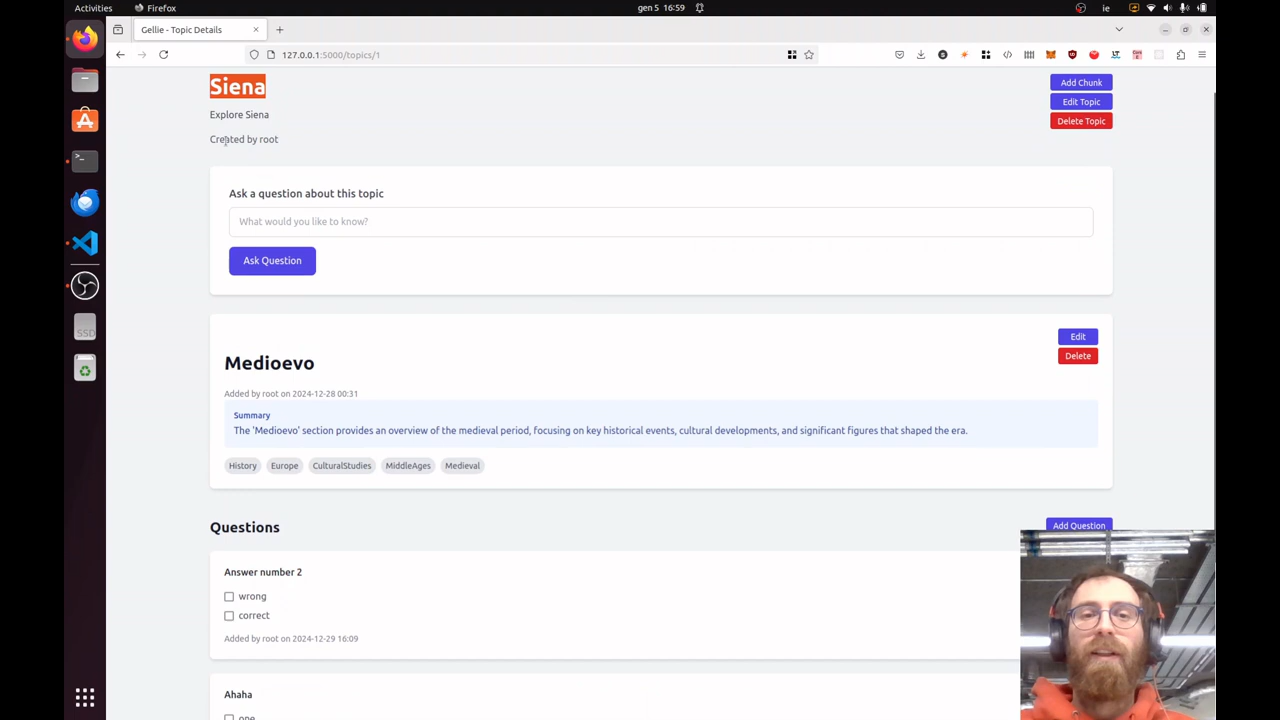 Activities
Firefox
gen 5 16:59
ie
Gellie - Topic Details
127.0.0.1:5000/topics/1
Siena
Explore Siena
Created by root
Add Chunk
Edit Topic
Delete Topic
Ask a question about this topic
What would you like to know?
Ask Question
Medioevo
Edit
Delete
Added by root on 2024-12-28 00:31
Summary
The 'Medioevo' section provides an overview of the medieval period, focusing on key historical events, cultural developments, and significant figures that shaped the era.
History
Europe
CulturalStudies
MiddleAges
Medieval
Questions
Add Question
Answer number 2
wrong
correct
Added by root on 2024-12-29 16:09
Ahaha
one
SSD